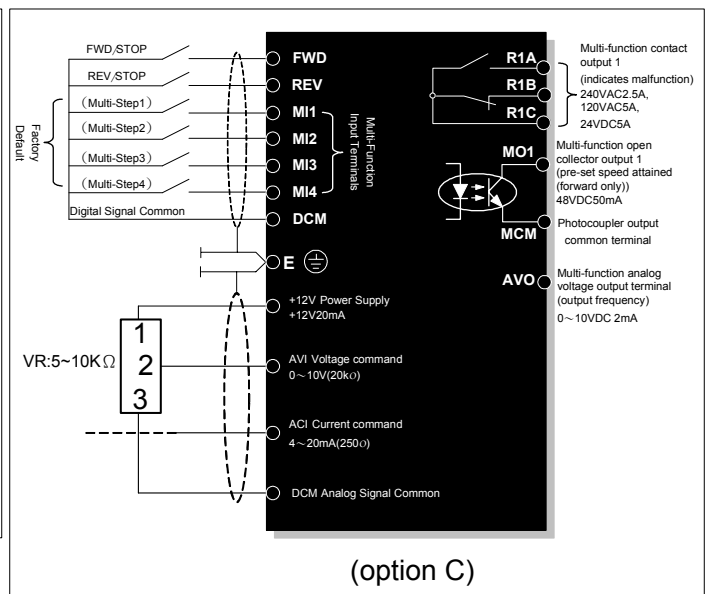 FWD/STOP
REV/STOP
(Multi-Step1)
(Multi-Step2)
(Multi-Step3)
(Multi-Step4)
Factory
Default
Digital Signal Common
FWD
REV
MI1
MI2
MI3
MI4
DCM
Multi-Function
Input Terminals
E
+12V Power Supply
+12V20mA
VR:5~10KΩ
1
2
3
AVI Voltage command
0~10V(20kο)
ACI Current command
4~20mA(250ο)
DCM Analog Signal Common
R1A
R1B
R1C
Multi-function contact
output 1
(indicates malfunction)
240VAC2.5A,
120VAC5A,
24VDC5A
MO1
Multi-function open
collector output 1
(pre-set speed attained
(forward only))
48VDC50mA
MCM
Photocoupler output
common terminal
AVO
Multi-function analog
voltage output terminal
(output frequency)
0~10VDC 2mA
(option C)